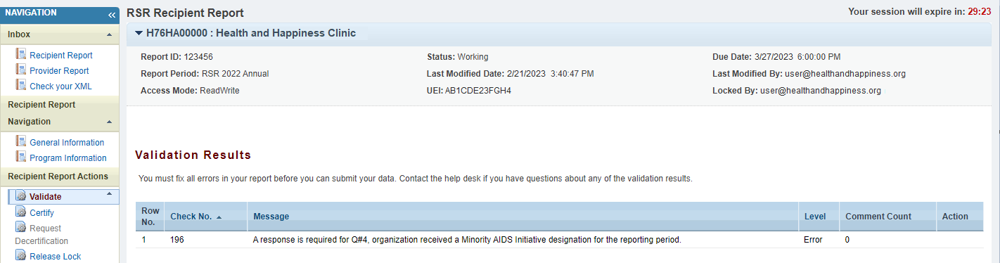 NAVIGATION
«
Inbox
Recipient Report
Provider Report
Check your XML
Recipient Report
Navigation
General Information
Program Information
Recipient Report Actions
Validate
Certify
Request
Decertification
Release Lock
RSR Recipient Report
Your session will expire in: 29:23
H76HA00000 : Health and Happiness Clinic
Report ID: 123456 Status: Working Due Date: 3/27/2023 6:00:00 PM
Report Period: RSR 2022 Annual Last Modified Date: 2/21/2023 3:40:47 PM Last Modified By: user@healthandhappiness.org
Access Mode: ReadWrite UEI: AB1CDE23FGH4 Locked By: user@healthandhappiness.org
Validation Results
You must fix all errors in your report before you can submit your data. Contact the help desk if you have questions about any of the validation results.
Row No. Check No. Message Level Comment Count Action
1 196 A response is required for Q#4, organization received a Minority AIDS Initiative designation for the reporting period. Error 0